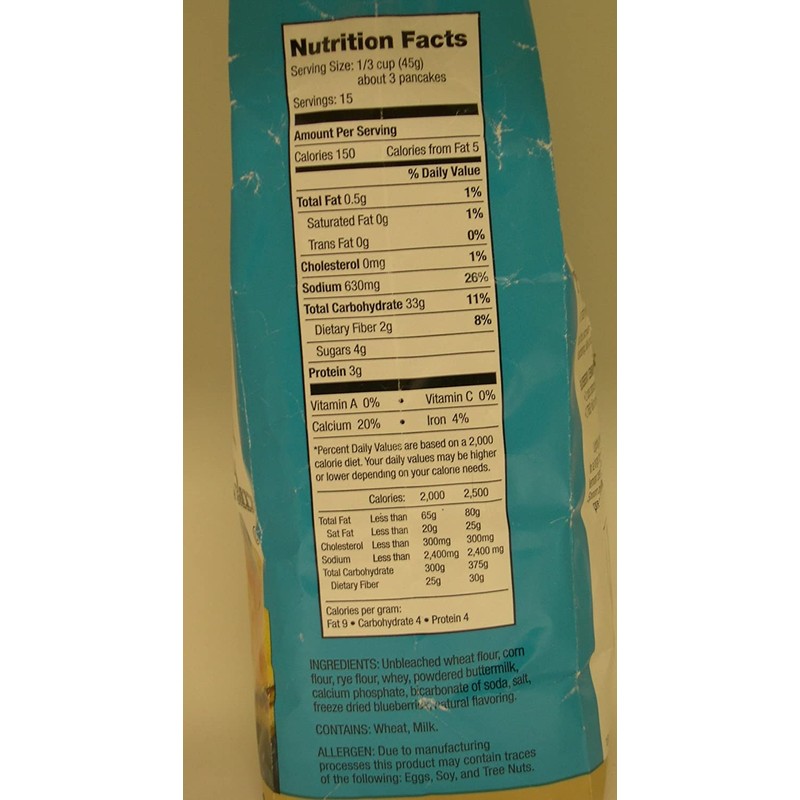 Nutrition Facts
Serving Size: 1/3 cup (45g)
about 3 pancakes
Servings: 15
Amount Per Serving
Calories 150 Calories from Fat 5
% Daily Value
Total Fat 0.5g 1%
Saturated Fat 0g 1%
Trans Fat 0g 0%
Cholesterol 0mg 1%
Sodium 630mg 26%
Total Carbohydrate 33g 11%
Dietary Fiber 2g 8%
Sugars 4g
Protein 3g
Vitamin A 0% • Vitamin C 0%
Calcium 20% • Iron 4%
*Percent Daily Values are based on a 2,000
calorie diet. Your daily values may be higher
or lower depending on your calorie needs.
Calories: 2,000 2,500
Total Fat Less than 65g 80g
Sat Fat Less than 20g 25g
Cholesterol Less than 300mg 300mg
Sodium Less than 2,400mg 2,400 mg
Total Carbohydrate 300g 375g
Dietary Fiber 25g 30g
Calories per gram:
Fat 9 • Carbohydrate 4 • Protein 4
INGREDIENTS: Unbleached wheat flour, corn
flour, rye flour, whey, powdered buttermilk,
calcium phosphate, bicarbonate of soda, salt,
freeze dried blueberries, natural flavoring.
CONTAINS: Wheat, Milk.
ALLERGEN: Due to manufacturing
processes this product may contain traces
of the following: Eggs, Soy, and Tree Nuts.